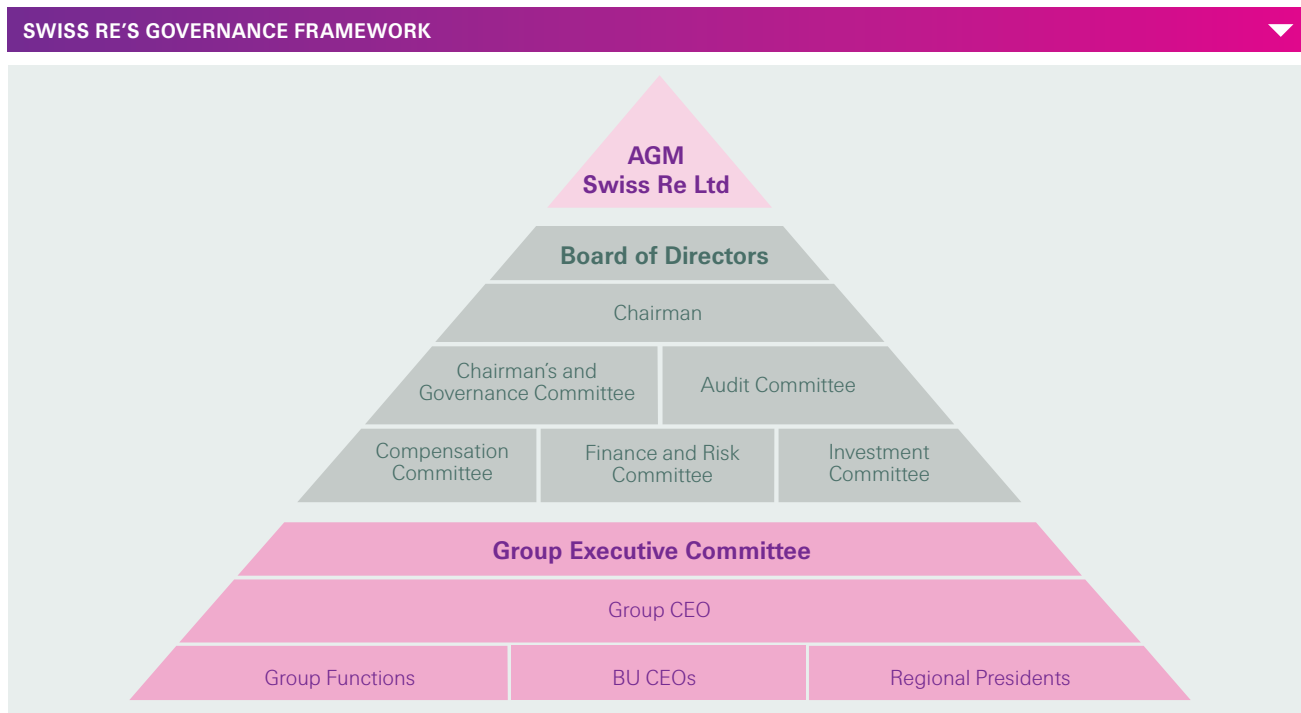 SWISS RE'S GOVERNANCE FRAMEWORK
AGM
Swiss Re Ltd
Board of Directors
Chairman
Chairman's and
Governance Committee
Audit Committee
Compensation
Committee
Finance and Risk
Committee
Investment
Committee
Group Executive Committee
Group CEO
Group Functions
BU CEOs
Regional Presidents